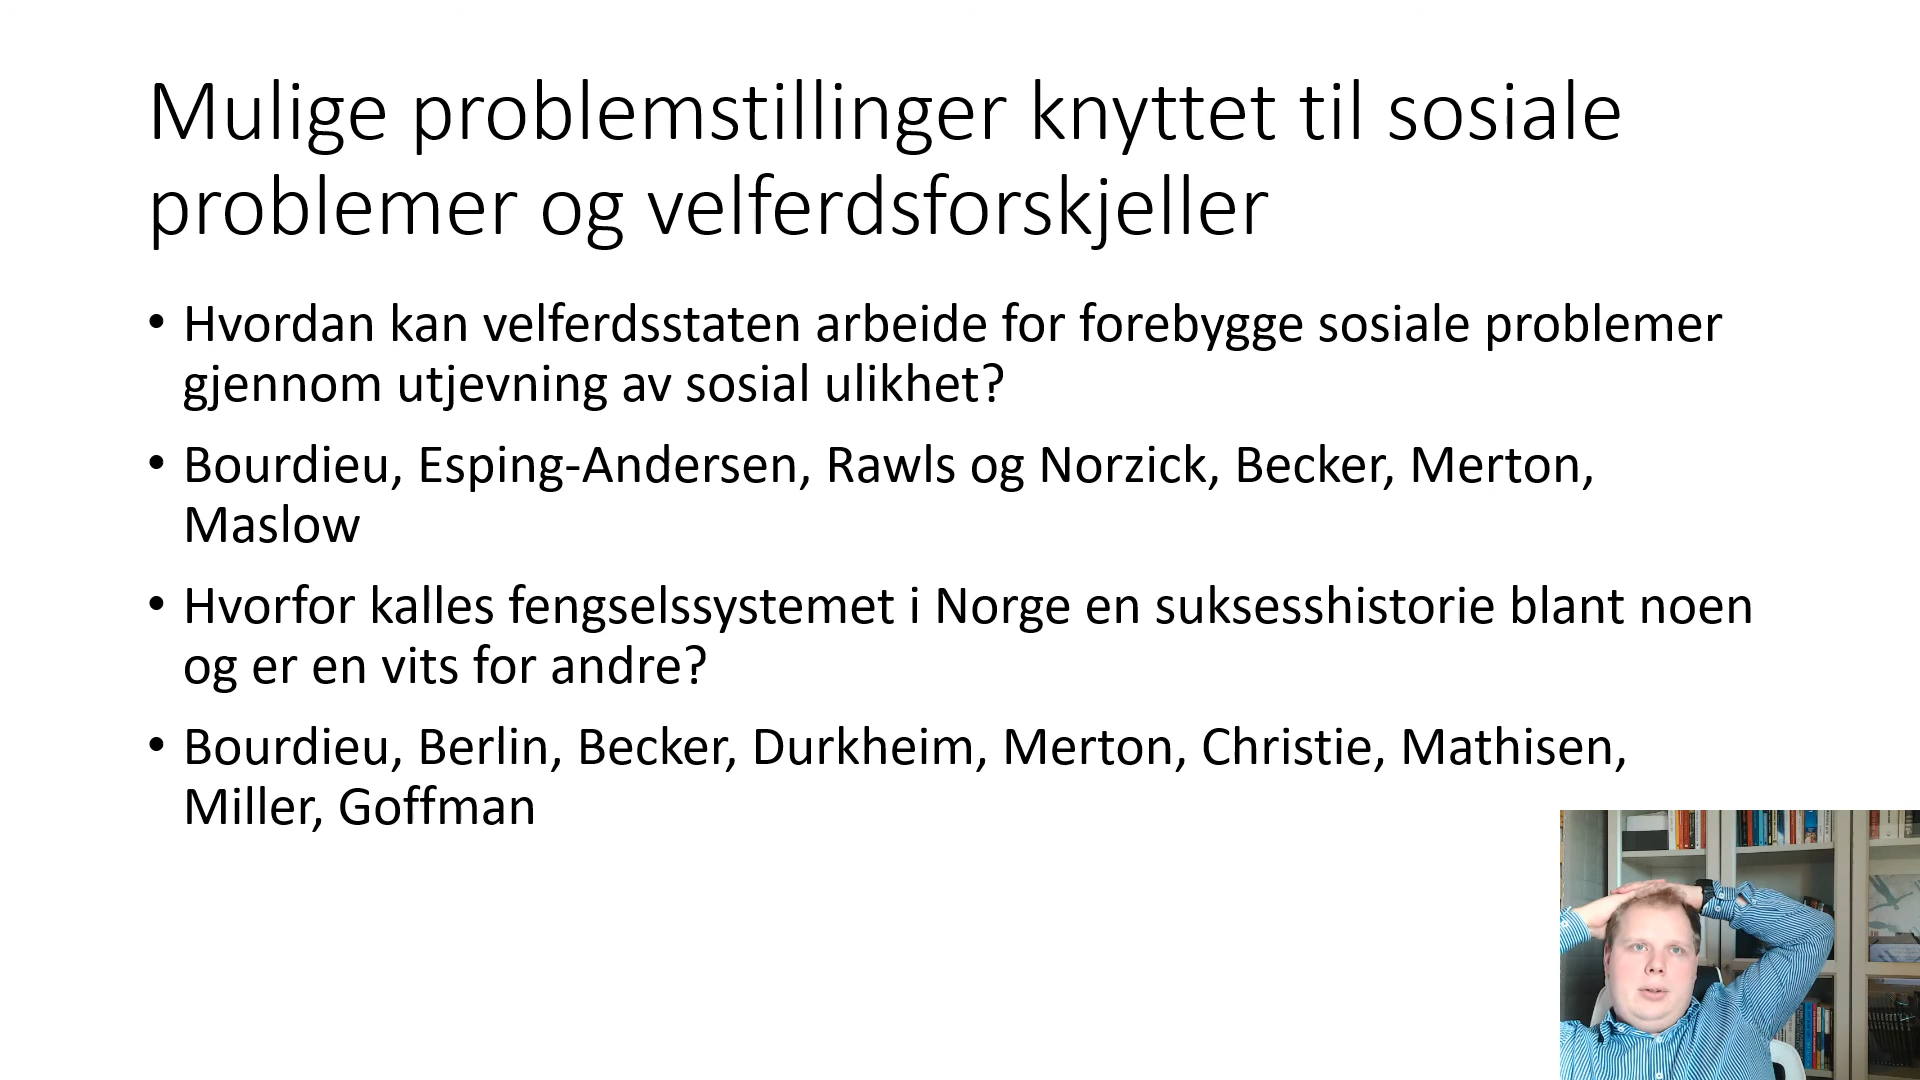 Mulige problemstillinger knyttet til sosiale
problemer og velferdsforskjeller
• Hvordan kan velferdsstaten arbeide for forebygge sosiale problemer
gjennom utjevning av sosial ulikhet?
• Bourdieu, Esping-Andersen, Rawls og Norzick, Becker, Merton,
Maslow
• Hvorfor kalles fengselssystemet i Norge en suksesshistorie blant noen
og er en vits for andre?
• Bourdieu, Berlin, Becker, Durkheim, Merton, Christie, Mathisen,
Miller, Goffman